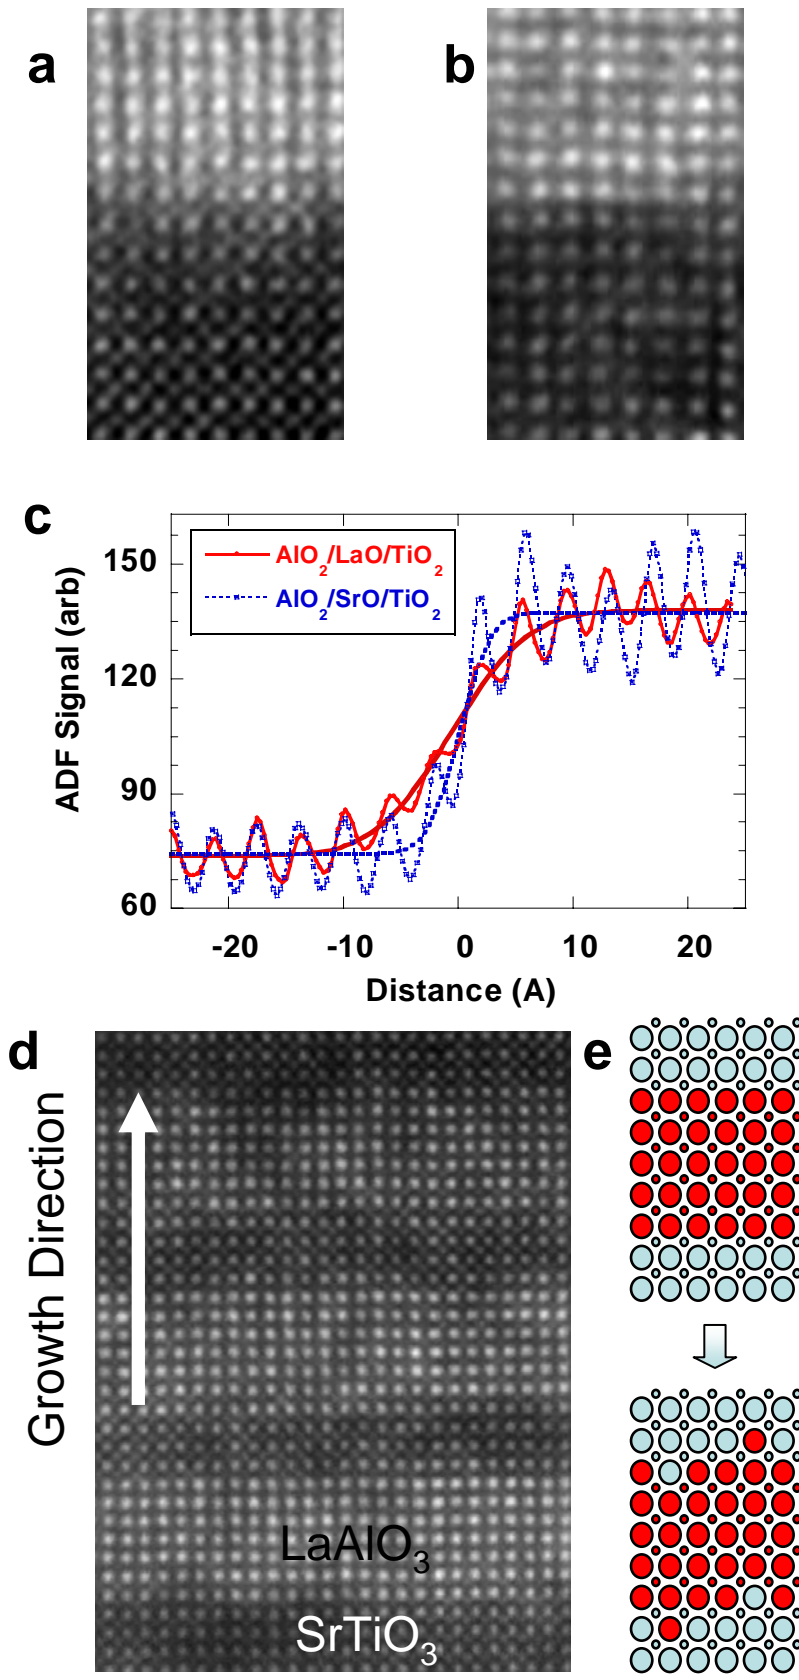 a
b
c
AlO₂/LaO/TiO₂
AlO₂/SrO/TiO₂
150
120
90
60
ADF Signal (arb)
-20
-10
0
10
20
Distance (A)
d
e
Growth Direction
LaAlO₃
SrTiO₃